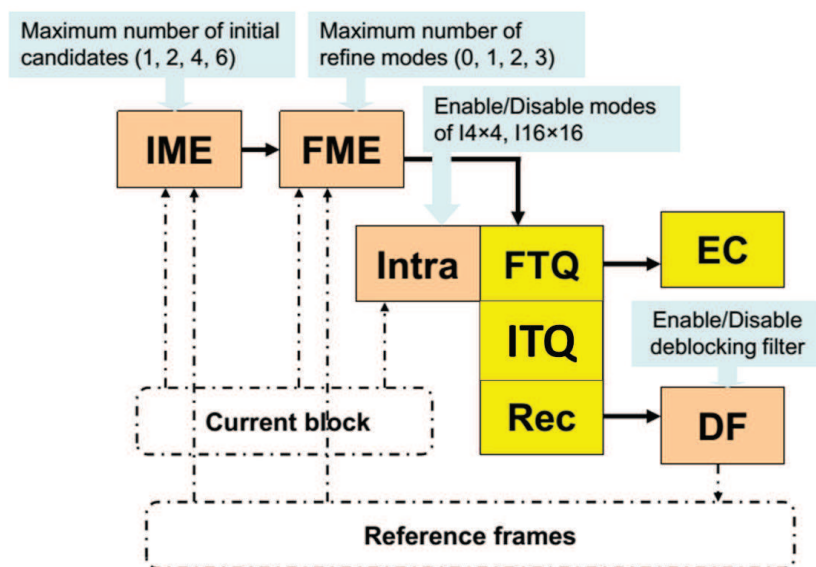 Maximum number of initial
candidates (1, 2, 4, 6)
Maximum number of
refine modes (0, 1, 2, 3)
Enable/Disable modes
of I4×4, I16×16
IME
FME
Intra
FTQ
EC
ITQ
Enable/Disable
deblocking filter
Rec
DF
Current block
Reference frames